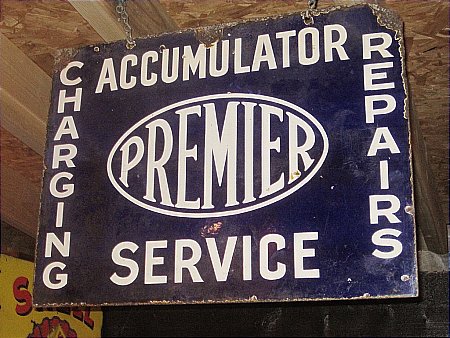 ACCUMULATOR
CHARGING
PREMIER
REPAIRS
SERVICE